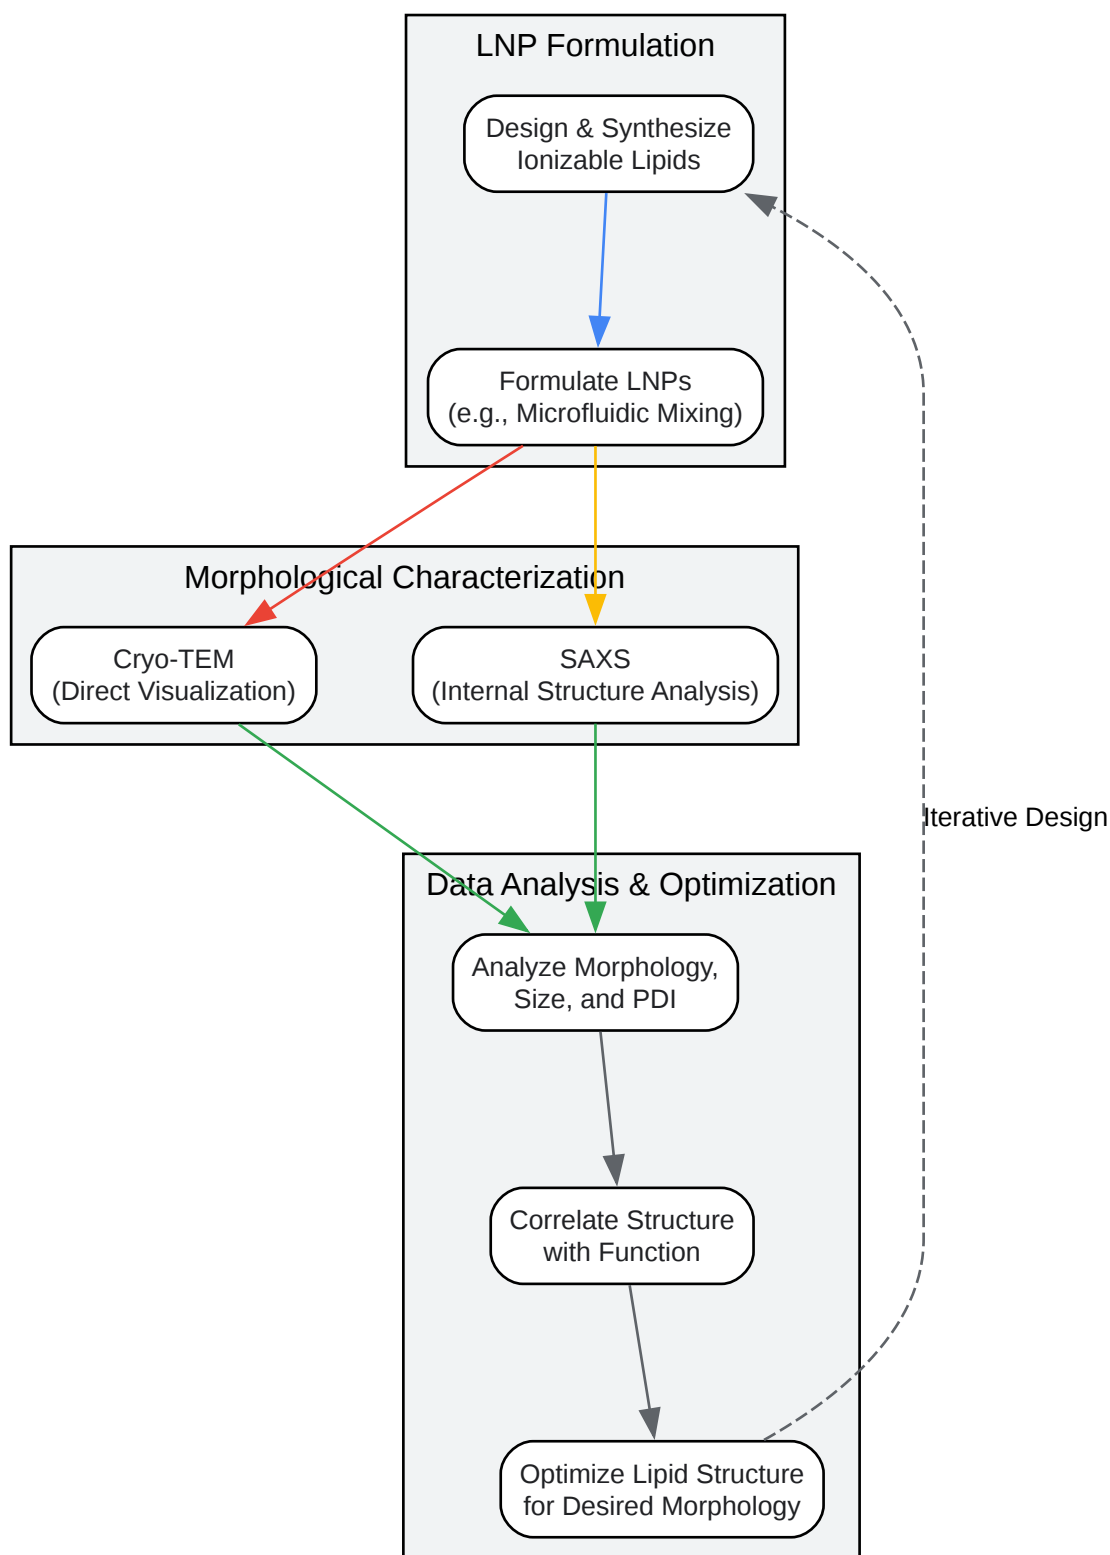 LNP Formulation
Design & Synthesize
Ionizable Lipids
Formulate LNPs
(e.g., Microfluidic Mixing)
Morphological Characterization
Cryo-TEM
(Direct Visualization)
SAXS
(Internal Structure Analysis)
Iterative Design
Data Analysis & Optimization
Analyze Morphology,
Size, and PDI
Correlate Structure
with Function
Optimize Lipid Structure
for Desired Morphology